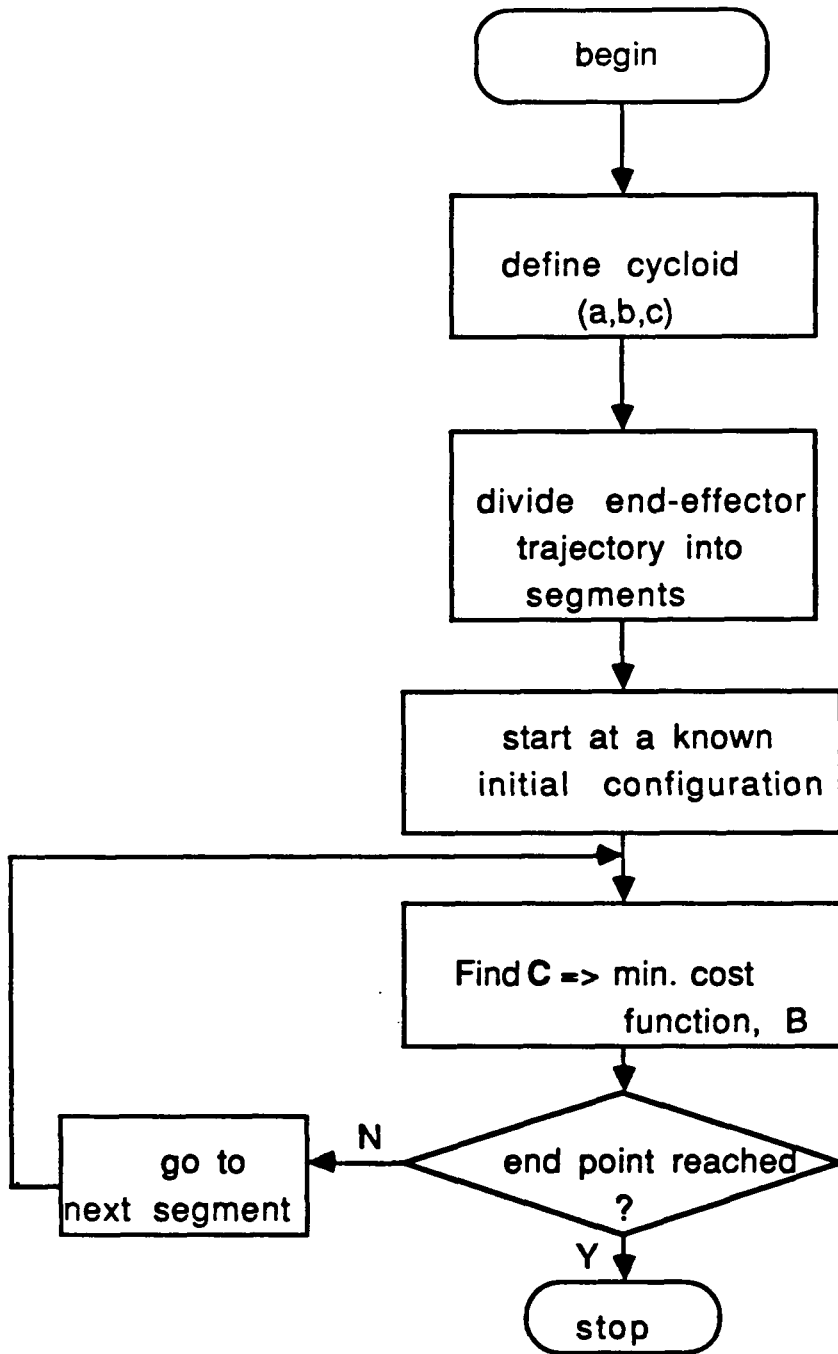 begin
define cycloid
(a,b,c)
divide end-effector
trajectory into
segments
start at a known
initial configuration
Find C => min. cost
function, B
N
end point reached
?
go to
next segment
Y
stop